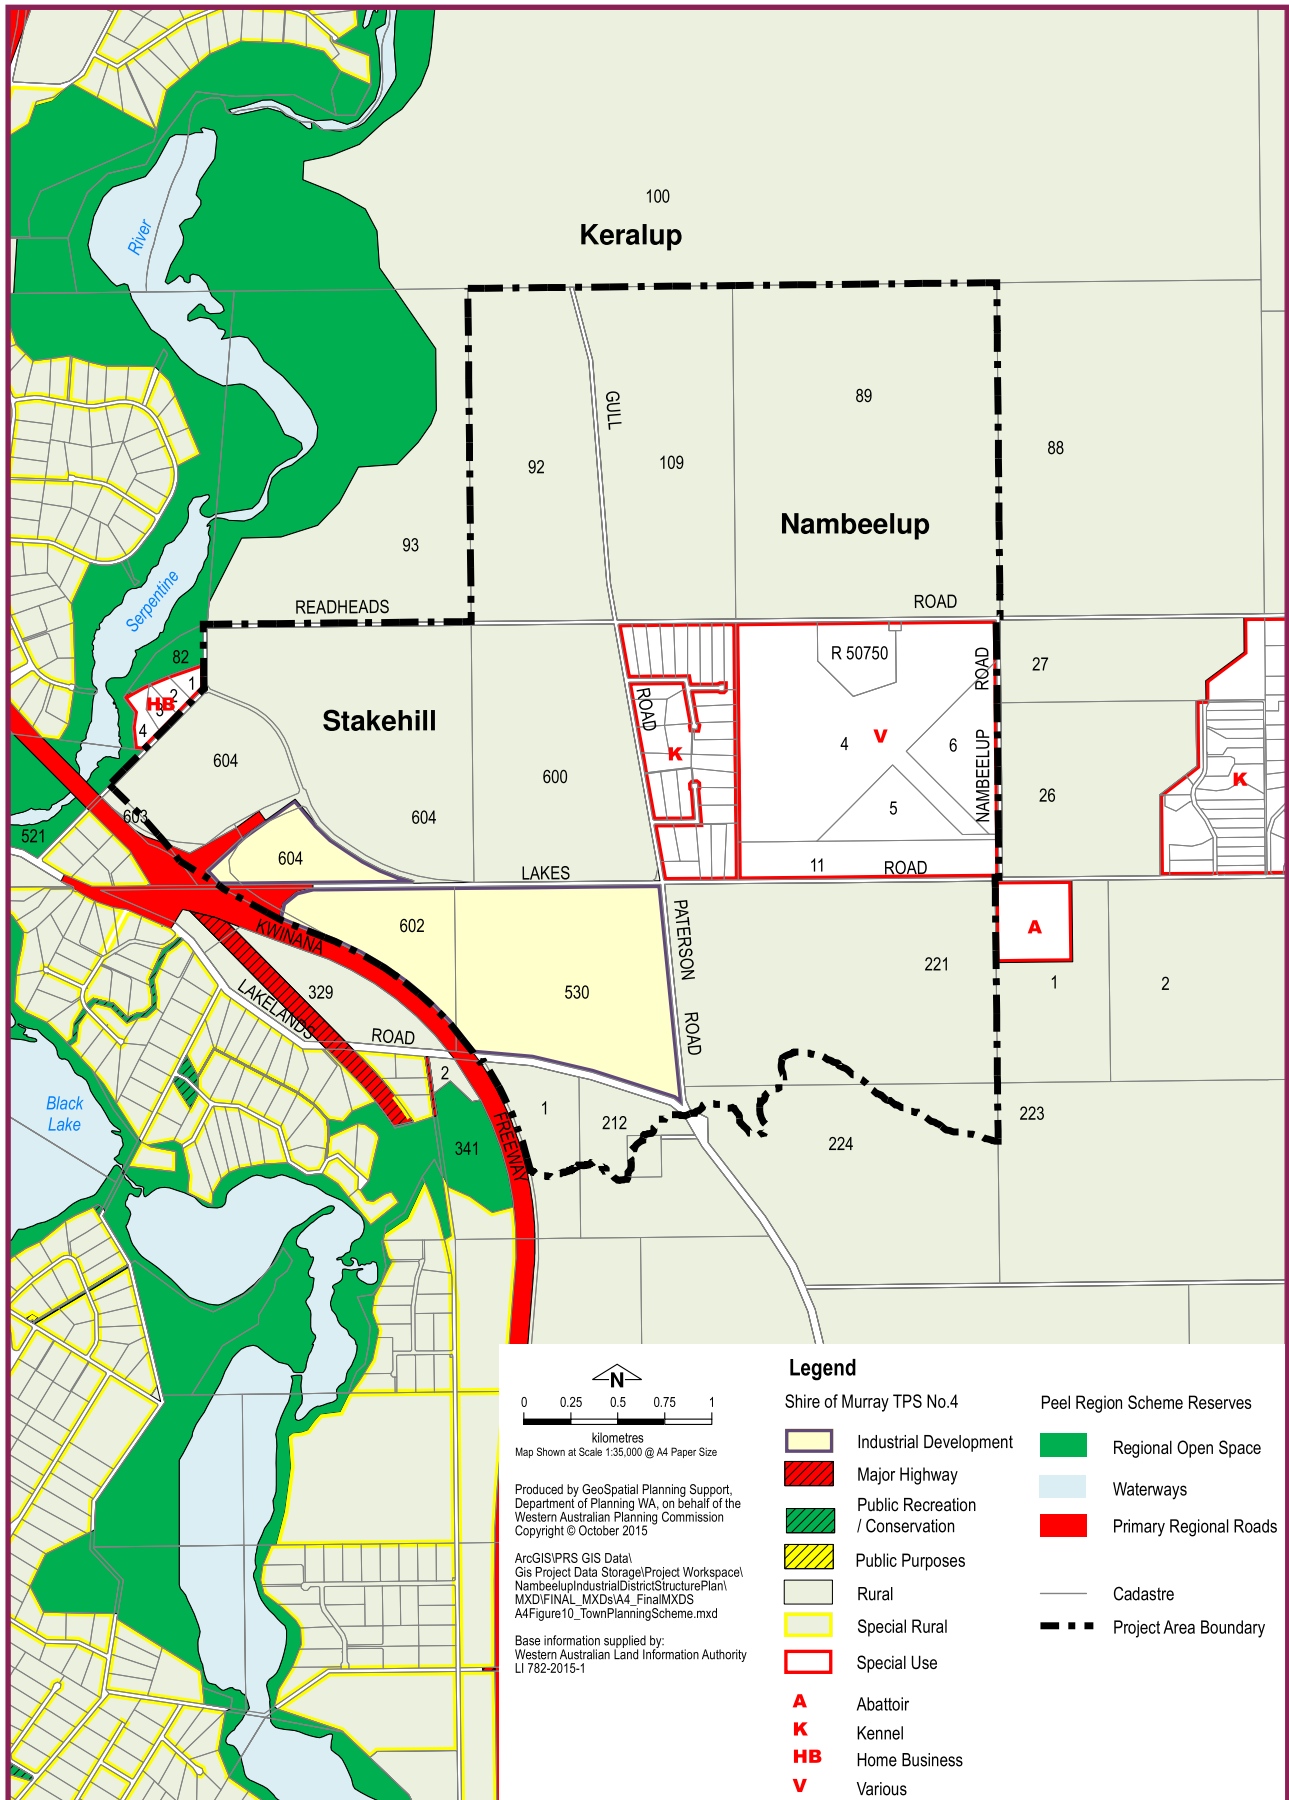 100
Keralup
River
GULL
89
92
109
88
Nambeelup
93
Serpentine
READHEADS
ROAD
82
R 50750
ROAD
27
1
2
HB
3
4
Stakehill
ROAD
604
K
4
V
6
NAMBEELUP
600
K
26
603
604
5
521
604
LAKES
11
ROAD
602
PATERSON
A
KWINANA
221
1
2
329
530
LAKELANDS
ROAD
ROAD
2
Black
Lake
1
212
223
FREEWAY
341
224
N
0 0.25 0.5 0.75 1
kilometres
Map Shown at Scale 1:35,000 @ A4 Paper Size
Produced by GeoSpatial Planning Support,
Department of Planning WA, on behalf of the
Western Australian Planning Commission
Copyright © October 2015
ArcGIS\PRS GIS Data\
Gis Project Data Storage\Project Workspace\
NambeelupIndustrialDistrictStructurePlan\
MXD\FINAL_MXDs\A4_FinalMXDS
A4Figure10_TownPlanningScheme.mxd
Base information supplied by:
Western Australian Land Information Authority
LI 782-2015-1
Legend
Shire of Murray TPS No.4
Industrial Development
Major Highway
Public Recreation
/ Conservation
Public Purposes
Rural
Special Rural
Special Use
A Abattoir
K Kennel
HB Home Business
V Various
Peel Region Scheme Reserves
Regional Open Space
Waterways
Primary Regional Roads
Cadastre
Project Area Boundary